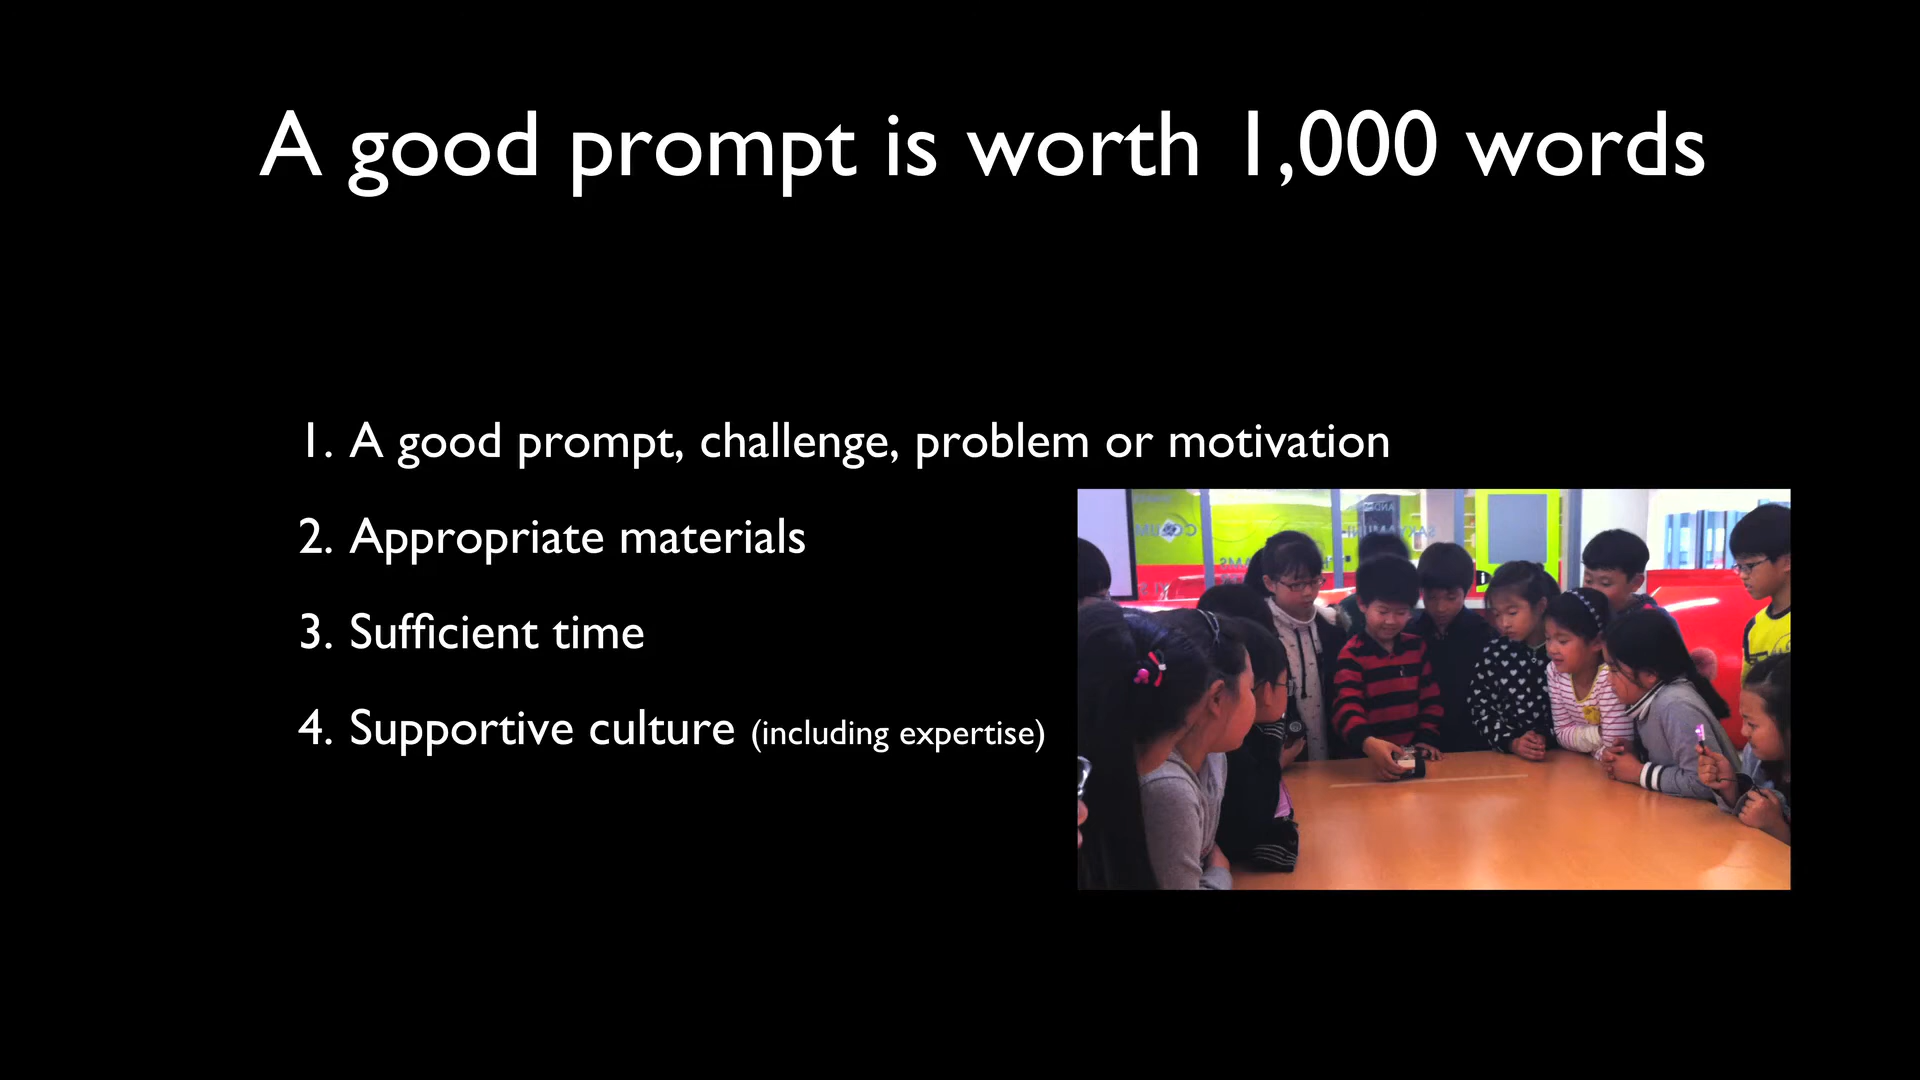 A good prompt is worth 1,000 words
1. A good prompt, challenge, problem or motivation
2. Appropriate materials
3. Sufficient time
4. Supportive culture (including expertise)